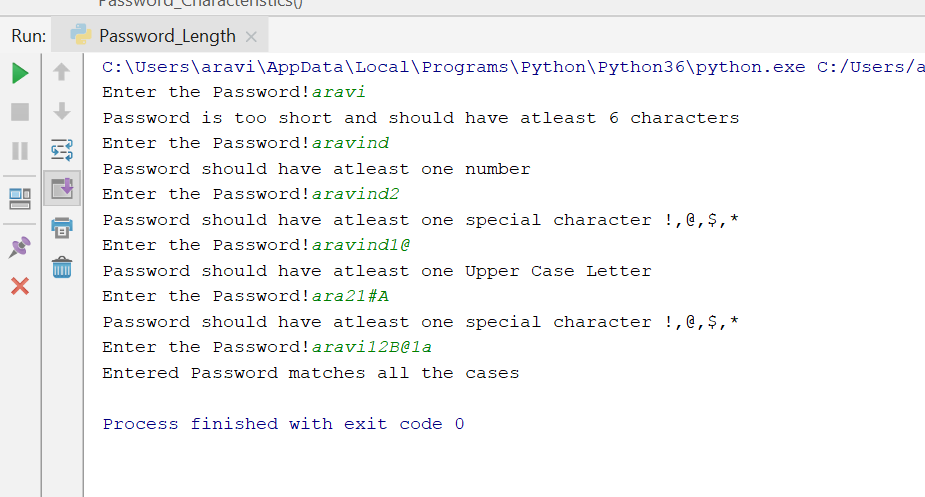 Password_Characteristics()
Run: Password_Length
C:\Users\aravi\AppData\Local\Programs\Python\Python36\python.exe C:/Users/a
Enter the Password!aravi
Password is too short and should have atleast 6 characters
Enter the Password!aravind
Password should have atleast one number
Enter the Password!aravind2
Password should have atleast one special character !,@,$,*
Enter the Password!aravind1@
Password should have atleast one Upper Case Letter
Enter the Password!ara21#A
Password should have atleast one special character !,@,$,*
Enter the Password!aravi12B@1a
Entered Password matches all the cases
Process finished with exit code 0